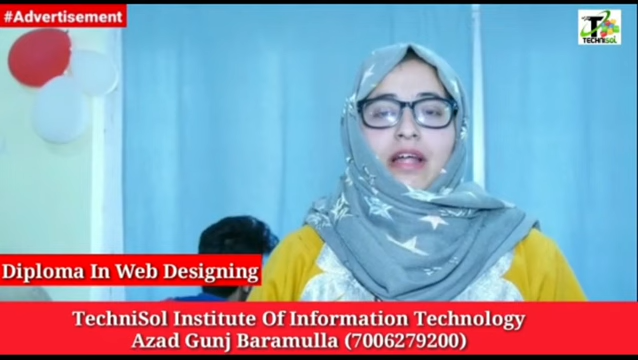 #Advertisement
T
TECHNISOL
Diploma In Web Designing
TechniSol Institute Of Information Technology
Azad Gunj Baramulla (7006279200)